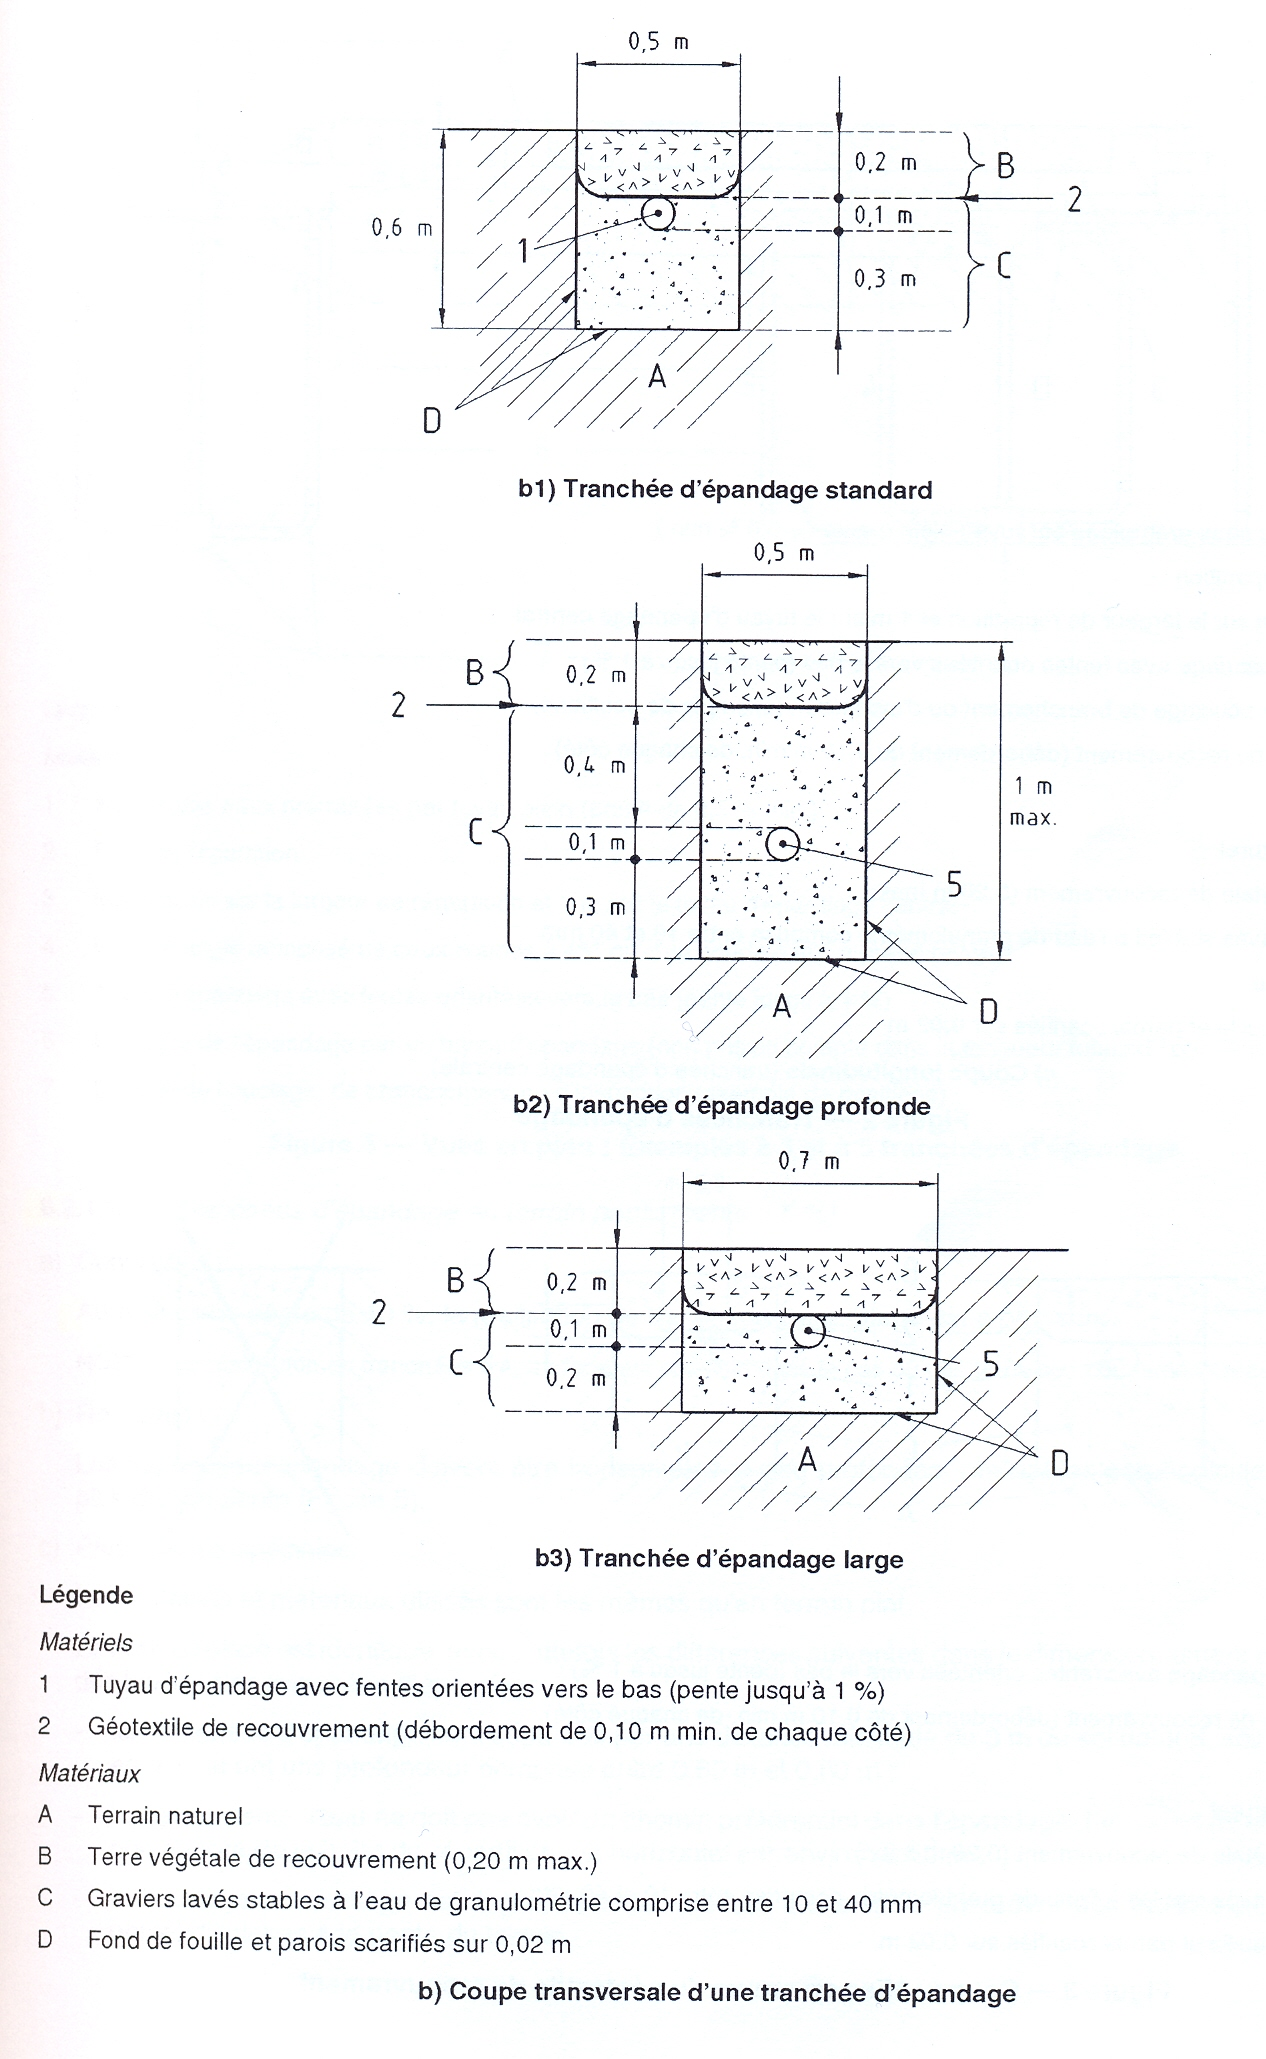 0,5 m
0,2 m
B
2
0,1 m
0,6 m
1
C
0,3 m
A
D
b1) Tranchée d'épandage standard
0,5 m
B
0,2 m
2
0,4 m
1 m
max.
C
0,1 m
5
0,3 m
A
D
b2) Tranchée d'épandage profonde
0,7 m
B
0,2 m
2
0,1 m
C
5
0,2 m
A
D
b3) Tranchée d'épandage large
Légende
Matériels
1 Tuyau d'épandage avec fentes orientées vers le bas (pente jusqu'à 1 %)
2 Géotextile de recouvrement (débordement de 0,10 m min. de chaque côté)
Matériaux
A Terrain naturel
B Terre végétale de recouvrement (0,20 m max.)
C Graviers lavés stables à l'eau de granulométrie comprise entre 10 et 40 mm
D Fond de fouille et parois scarifiés sur 0,02 m
b) Coupe transversale d'une tranchée d'épandage